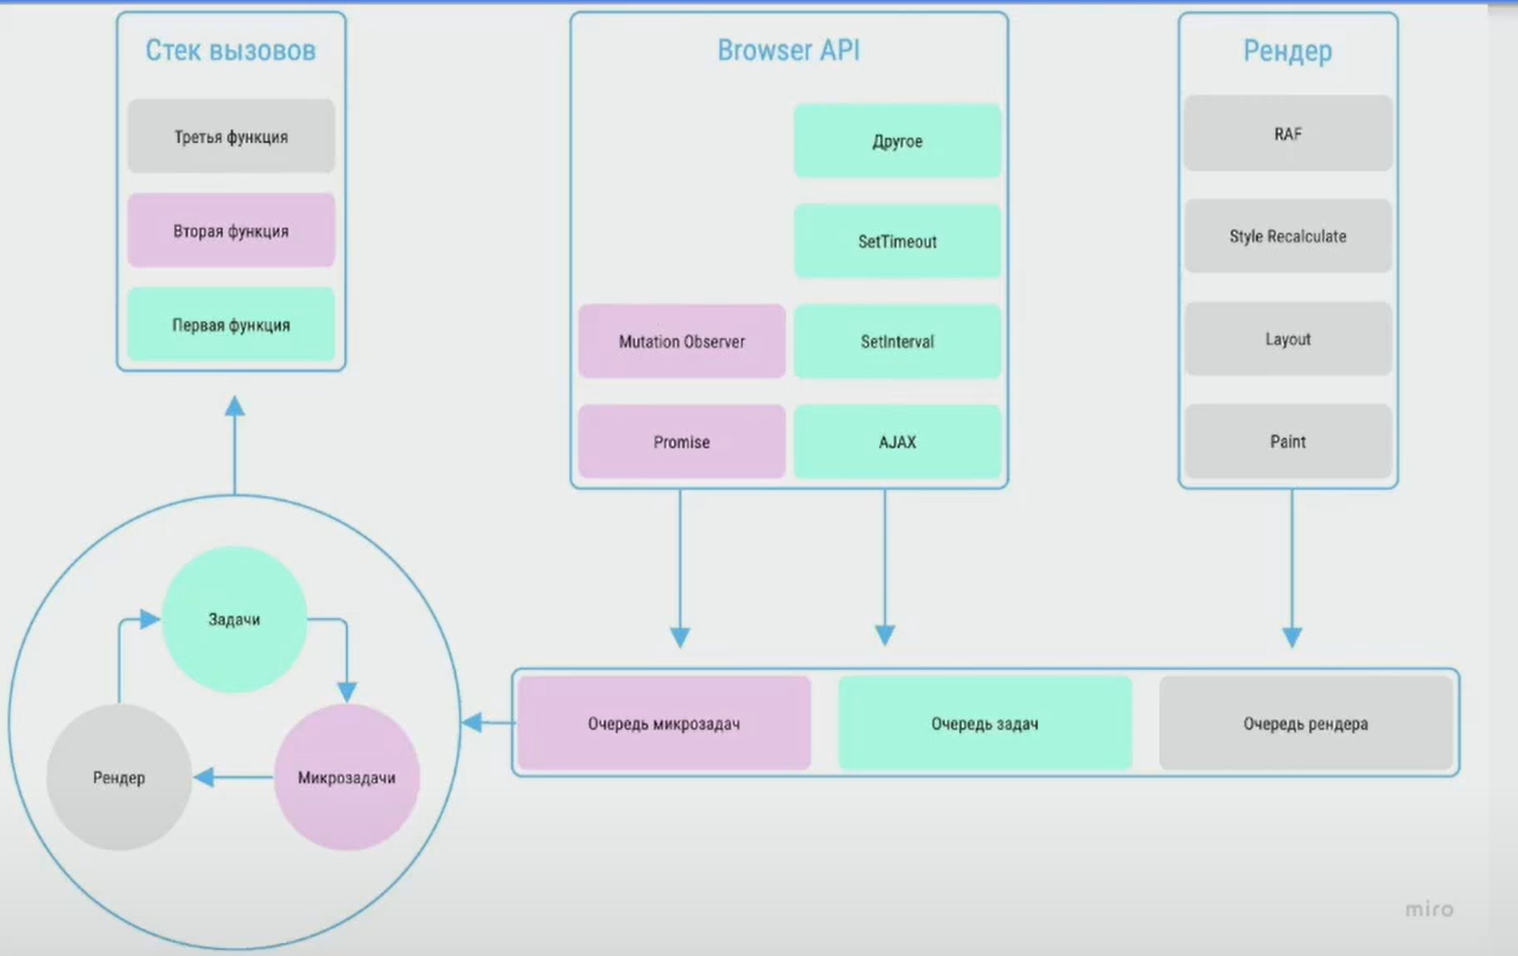 Стек вызовов
Третья функция
Вторая функция
Первая функция
Browser API
Другое
SetTimeout
Mutation Observer
SetInterval
Promise
AJAX
Рендер
RAF
Style Recalculate
Layout
Paint
Задачи
Рендер
Микрозадачи
Очередь микрозадач
Очередь задач
Очередь рендера
miro